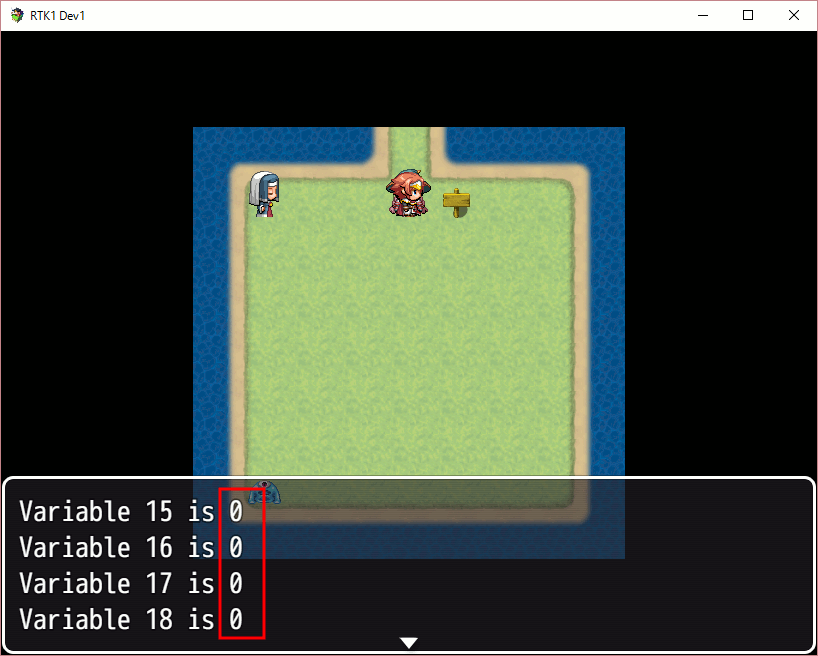 RTK1 Dev1
Variable 15 is 0
Variable 16 is 0
Variable 17 is 0
Variable 18 is 0